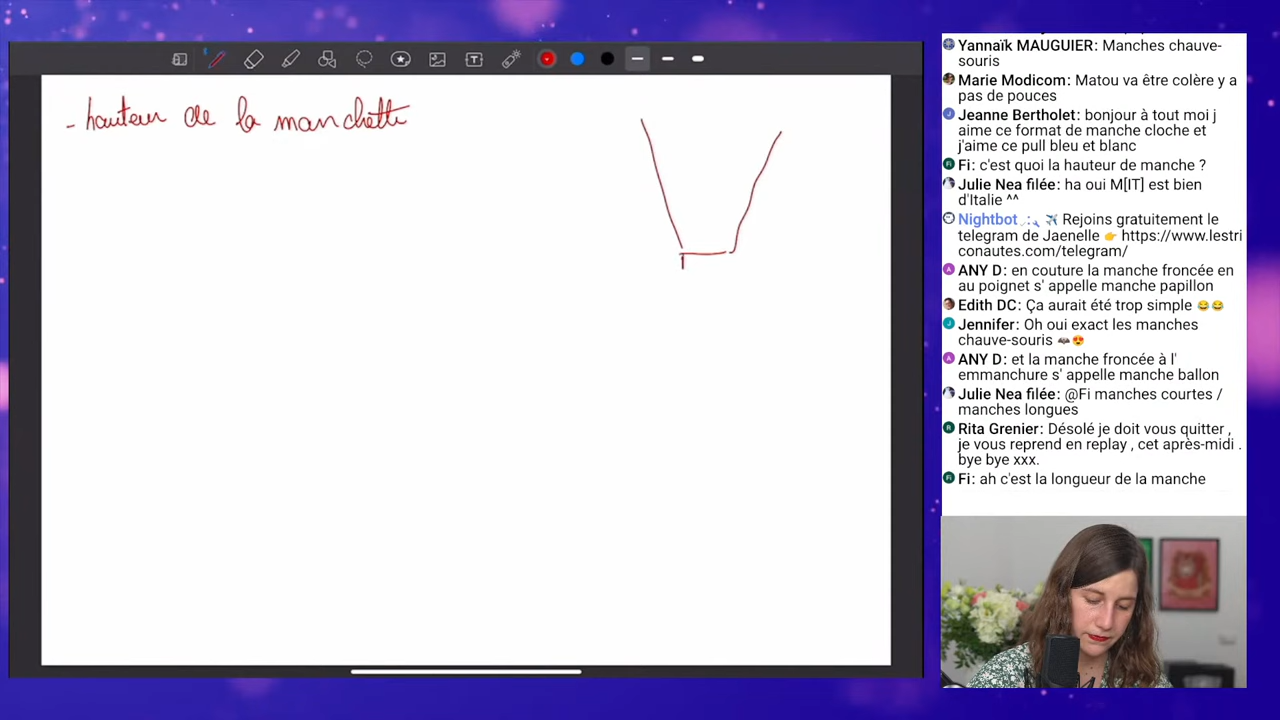 - hauteur de la manchette
Yannaïk MAUGUIER: Manches chauve-
souris
Marie Modicom: Matou va être colère y a
pas de pouces
Jeanne Bertholet: bonjour à tout moi j
aime ce format de manche cloche et
j'aime ce pull bleu et blanc
Fi: c'est quoi la hauteur de manche ?
Julie Nea filée: ha oui M[IT] est bien
d'Italie ^^
Nightbot : Rejoins gratuitement le
telegram de Jaenelle 👉 https://www.lestri
conautes.com/telegram/
ANY D: en couture la manche froncée en
au poignet s' appelle manche papillon
Edith DC: Ça aurait été trop simple 😂😂
Jennifer: Oh oui exact les manches
chauve-souris 🦇😍
ANY D: et la manche froncée à l'
emmanchure s' appelle manche ballon
Julie Nea filée: @Fi manches courtes /
manches longues
Rita Grenier: Désolé je doit vous quitter ,
je vous reprend en replay , cet après-midi .
bye bye xxx.
Fi: ah c'est la longueur de la manche